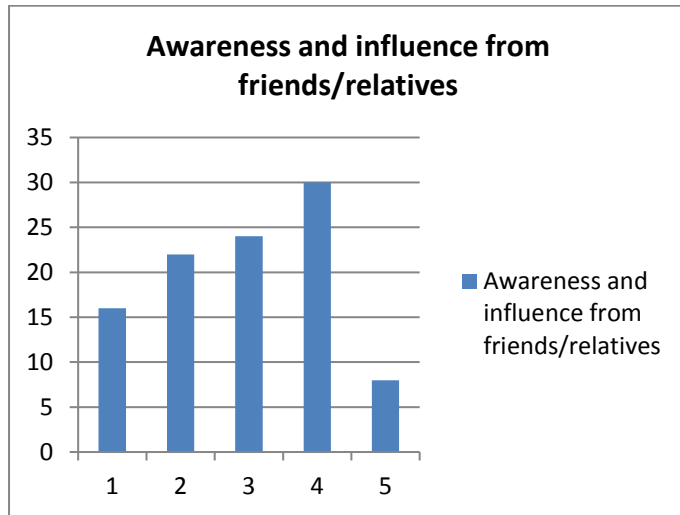 Awareness and influence from
friends/relatives
35
30
25
20
15
10
5
0
1 2 3 4 5
Awareness and
influence from
friends/relatives